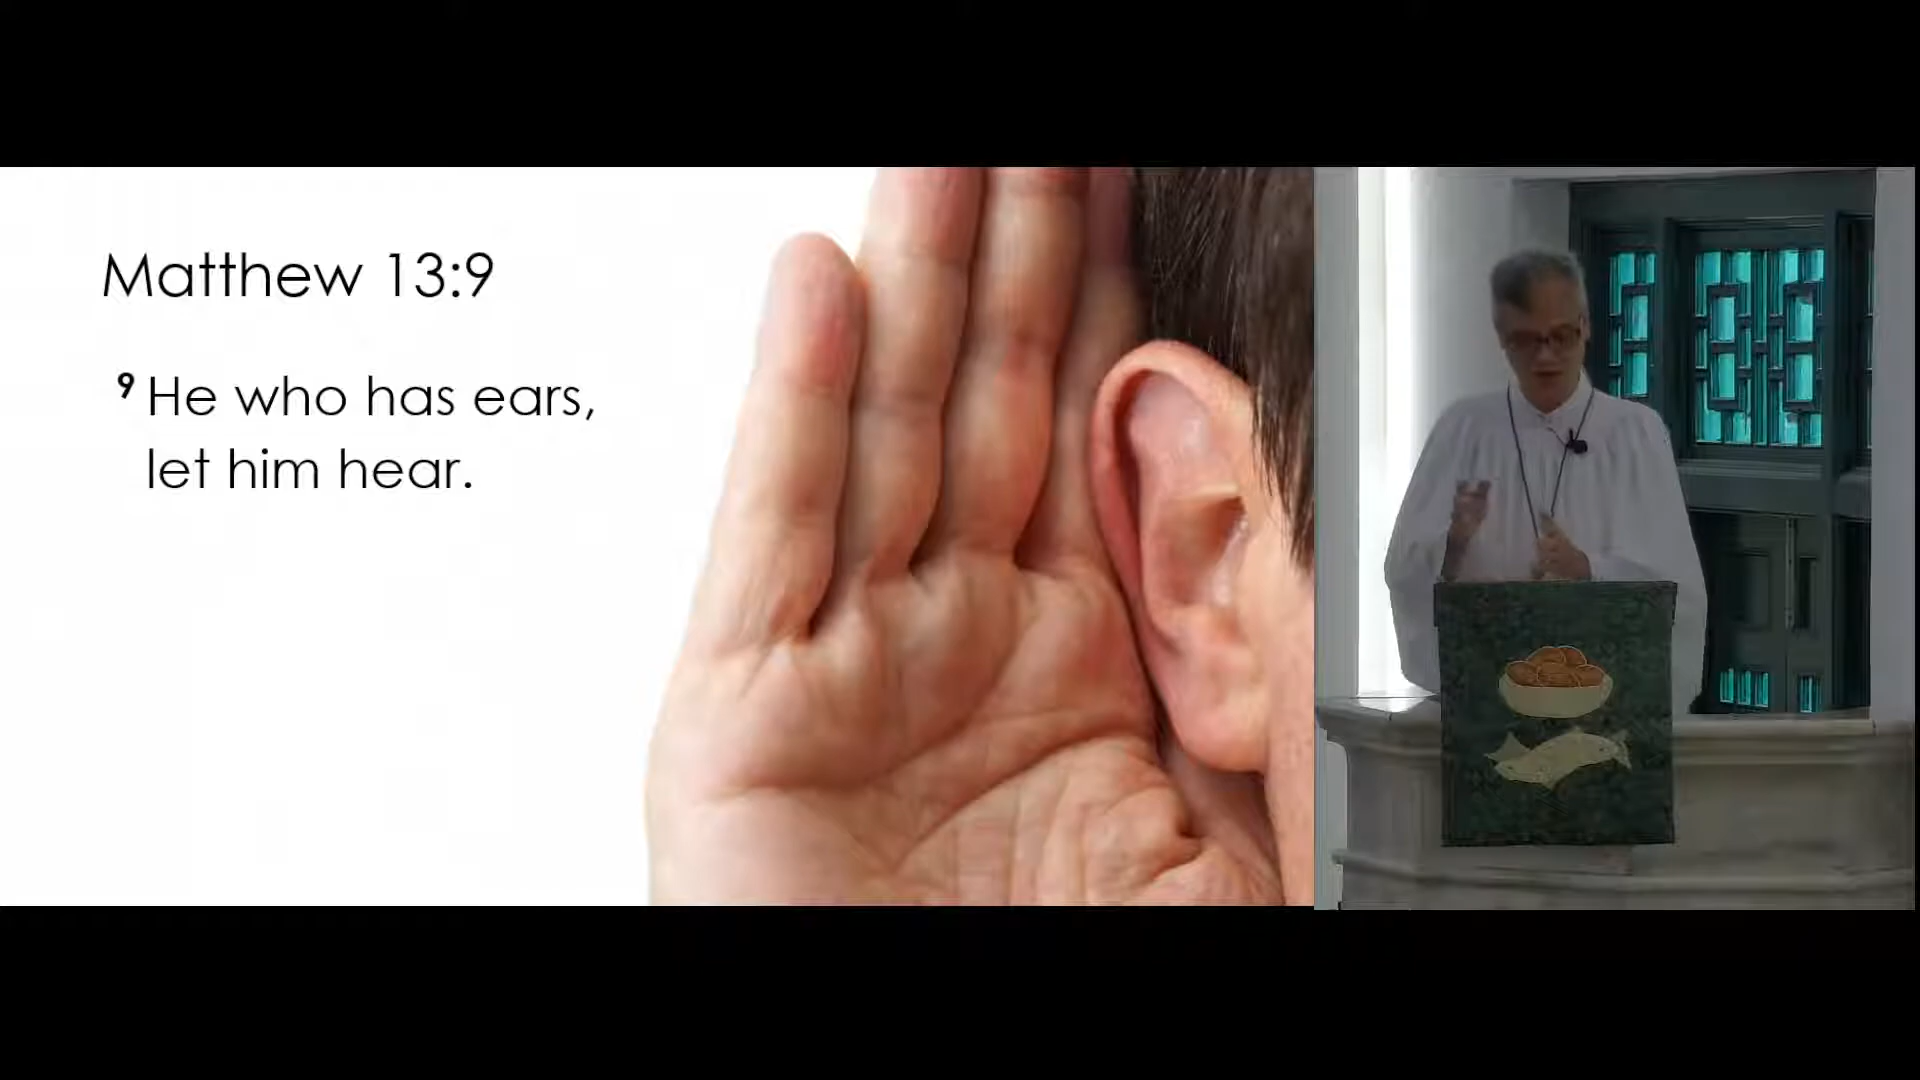 Matthew 13:9
9 He who has ears,
let him hear.